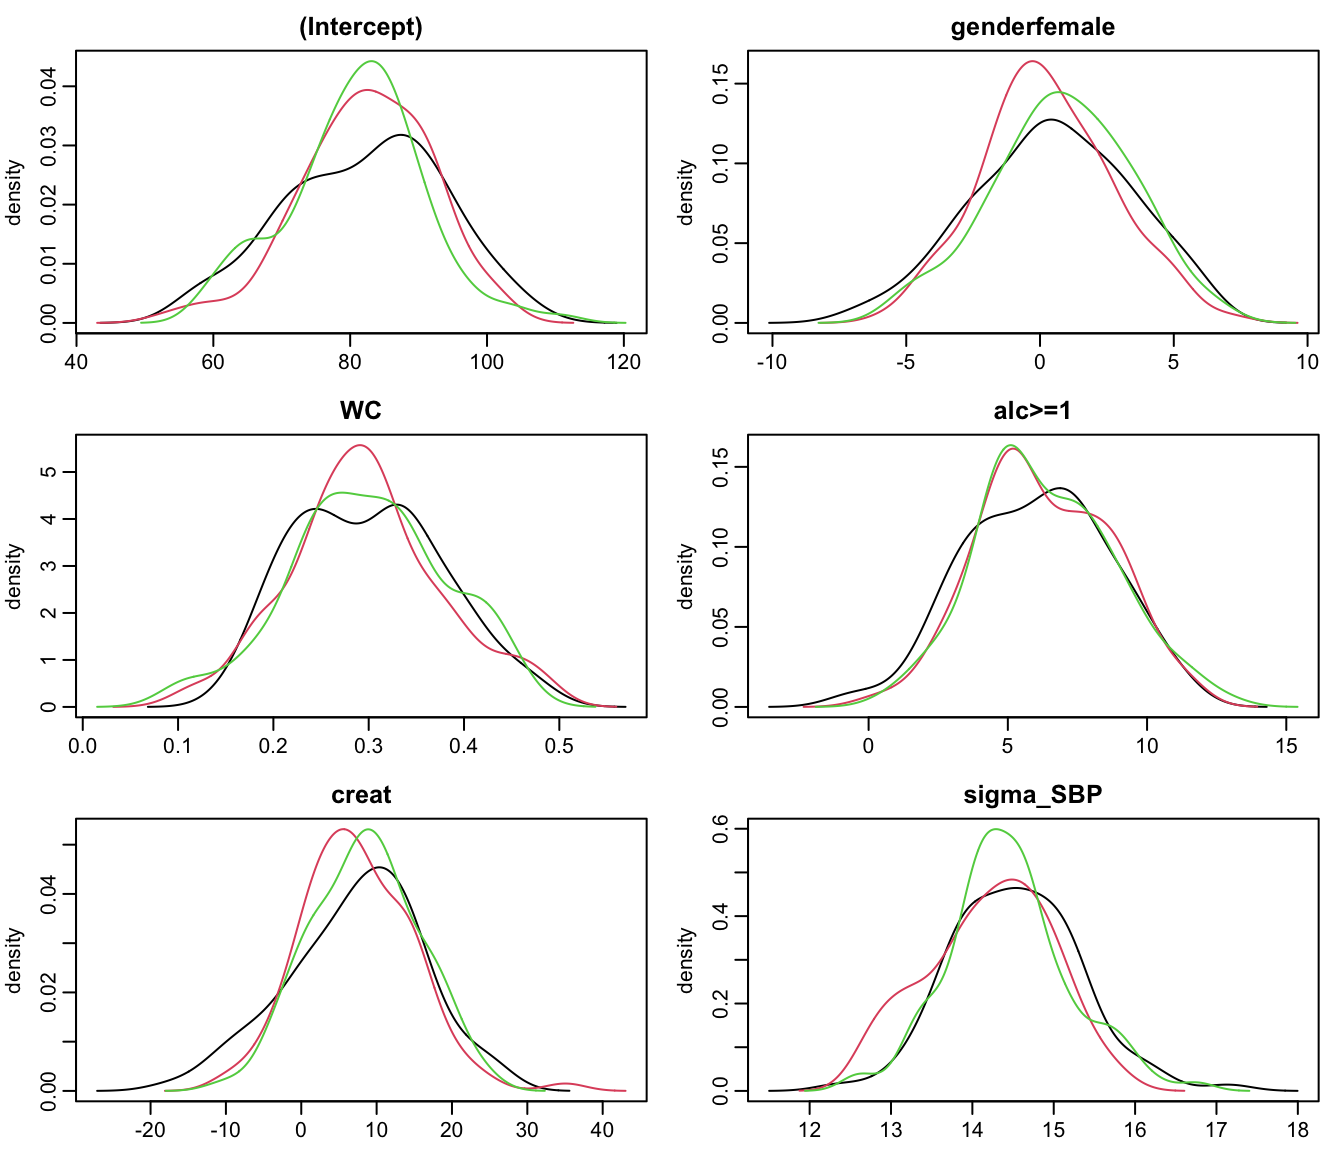 (Intercept)
density
0.00 0.01 0.02 0.03 0.04
40 60 80 100 120
genderfemale
density
0.00 0.05 0.10 0.15
-10 -5 0 5 10
WC
density
0 1 2 3 4 5
0.0 0.1 0.2 0.3 0.4 0.5
alc>=1
density
0.00 0.05 0.10 0.15
0 5 10 15
creat
density
0.00 0.02 0.04
-20 -10 0 10 20 30 40
sigma_SBP
density
0.0 0.2 0.4 0.6
12 13 14 15 16 17 18